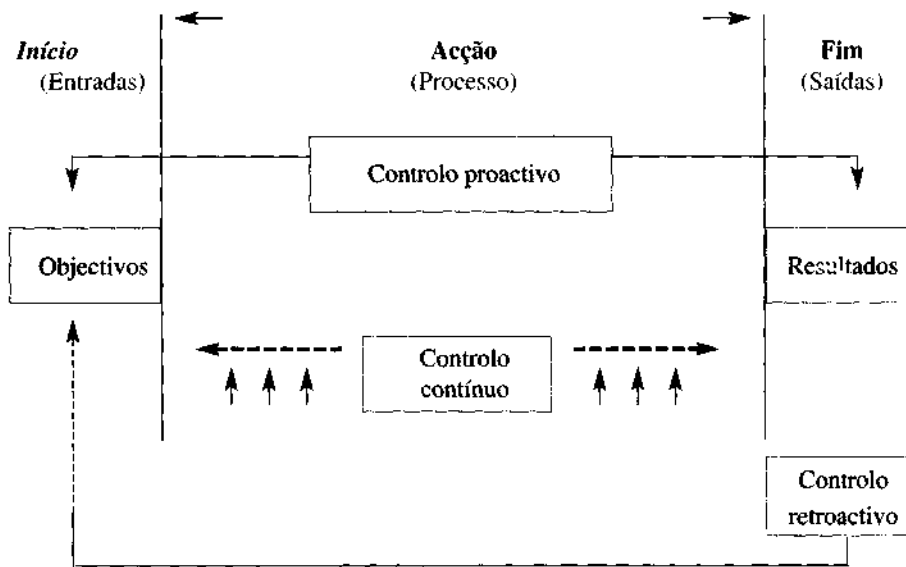 Início
(Entradas)
Acção
(Processo)
Fim
(Saídas)
Controlo proactivo
Objectivos
Resultados
Controlo
contínuo
Controlo
retroactivo